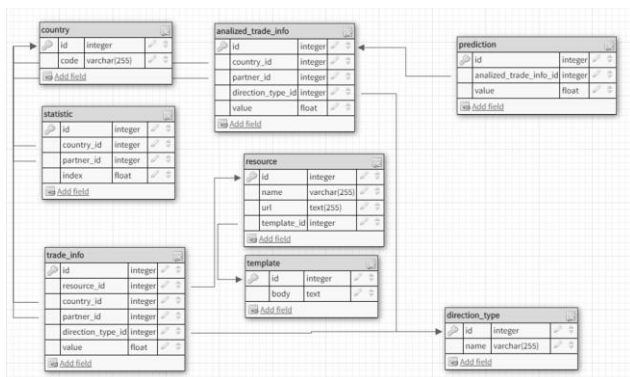 country
id integer
code varchar(255)
Add field
analized_trade_info
id integer
country_id integer
partner_id integer
direction_type_id integer
value float
Add field
prediction
id integer
analized_trade_info_id integer
value float
Add field
statistic
id integer
country_id integer
partner_id integer
index float
Add field
resource
id integer
name varchar(255)
url text(255)
template_id integer
Add field
trade_info
id integer
resource_id integer
country_id integer
partner_id integer
direction_type_id integer
value float
Add field
template
id integer
body text
Add field
direction_type
id integer
name varchar(255)
Add field